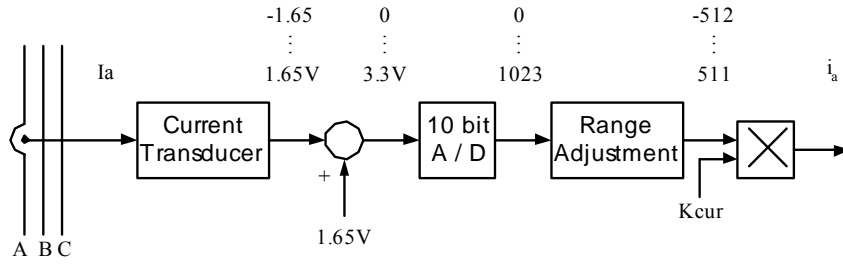 -1.65 0 0 -512
⋮ ⋮ ⋮ ⋮
Ia 1.65V 3.3V 1023 511 i_a
Current Transducer
10 bit A / D
Range Adjustment
+
Kcur
1.65V
A B C